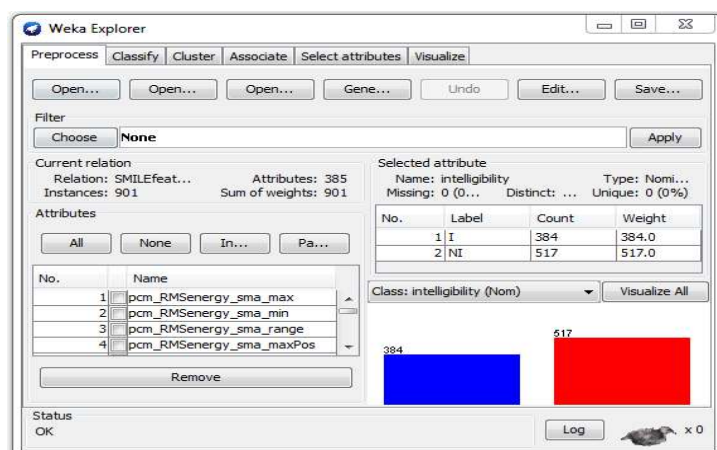 Weka Explorer
Preprocess Classify Cluster Associate Select attributes Visualize
Open... Open... Open... Gene... Undo Edit... Save...
Filter
Choose None Apply
Current relation
Relation: SMILEfeat... Attributes: 385
Instances: 901 Sum of weights: 901
Attributes
All None In... Pa...
No. Name
1 pcm_RMSenergy_sma_max
2 pcm_RMSenergy_sma_min
3 pcm_RMSenergy_sma_range
4 pcm_RMSenergy_sma_maxPos
Remove
Selected attribute
Name: intelligibility Type: Nomi...
Missing: 0 (0... Distinct: ... Unique: 0 (0%)
No. Label Count Weight
1 I 384 384.0
2 NI 517 517.0
Class: intelligibility (Nom) Visualize All
384
517
Status
OK
Log x 0